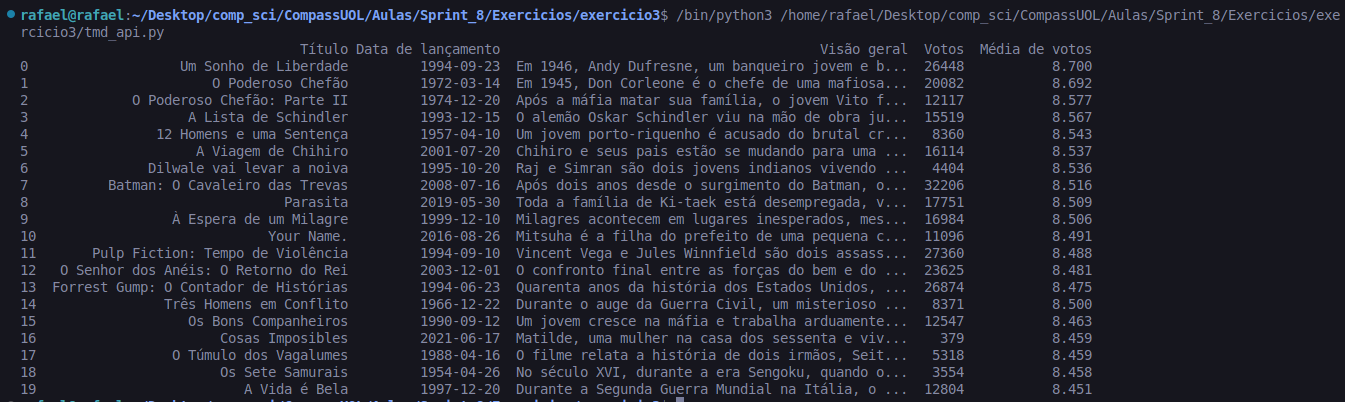 rafael@rafael:~/Desktop/comp_sci/CompassUOL/Aulas/Sprint_8/Exercicios/exercicio3$ /bin/python3 /home/rafael/Desktop/comp_sci/CompassUOL/Aulas/Sprint_8/Exercicios/exe
rcicio3/tmd_api.py
Título Data de lançamento Visão geral Votos Média de votos
0 Um Sonho de Liberdade 1994-09-23 Em 1946, Andy Dufresne, um banqueiro jovem e b... 26448 8.700
1 O Poderoso Chefão 1972-03-14 Em 1945, Don Corleone é o chefe de uma mafiosa... 20082 8.692
2 O Poderoso Chefão: Parte II 1974-12-20 Após a máfia matar sua família, o jovem Vito f... 12117 8.577
3 A Lista de Schindler 1993-12-15 O alemão Oskar Schindler viu na mão de obra ju... 15519 8.567
4 12 Homens e uma Sentença 1957-04-10 Um jovem porto-riquenho é acusado do brutal cr... 8360 8.543
5 A Viagem de Chihiro 2001-07-20 Chihiro e seus pais estão se mudando para uma ... 16114 8.537
6 Dilwale vai levar a noiva 1995-10-20 Raj e Simran são dois jovens indianos vivendo ... 4404 8.536
7 Batman: O Cavaleiro das Trevas 2008-07-16 Após dois anos desde o surgimento do Batman, o... 32206 8.516
8 Parasita 2019-05-30 Toda a família de Ki-taek está desempregada, v... 17751 8.509
9 À Espera de um Milagre 1999-12-10 Milagres acontecem em lugares inesperados, mes... 16984 8.506
10 Your Name. 2016-08-26 Mitsuha é a filha do prefeito de uma pequena c... 11096 8.491
11 Pulp Fiction: Tempo de Violência 1994-09-10 Vincent Vega e Jules Winnfield são dois assass... 27360 8.488
12 O Senhor dos Anéis: O Retorno do Rei 2003-12-01 O confronto final entre as forças do bem e do ... 23625 8.481
13 Forrest Gump: O Contador de Histórias 1994-06-23 Quarenta anos da história dos Estados Unidos, ... 26874 8.475
14 Três Homens em Conflito 1966-12-22 Durante o auge da Guerra Civil, um misterioso ... 8371 8.500
15 Os Bons Companheiros 1990-09-12 Um jovem cresce na máfia e trabalha arduamente... 12547 8.463
16 Cosas Imposibles 2021-06-17 Matilde, uma mulher na casa dos sessenta e viv... 379 8.459
17 O Túmulo dos Vagalumes 1988-04-16 O filme relata a história de dois irmãos, Seit... 5318 8.459
18 Os Sete Samurais 1954-04-26 No século XVI, durante a era Sengoku, quando o... 3554 8.458
19 A Vida é Bela 1997-12-20 Durante a Segunda Guerra Mundial na Itália, o ... 12804 8.451